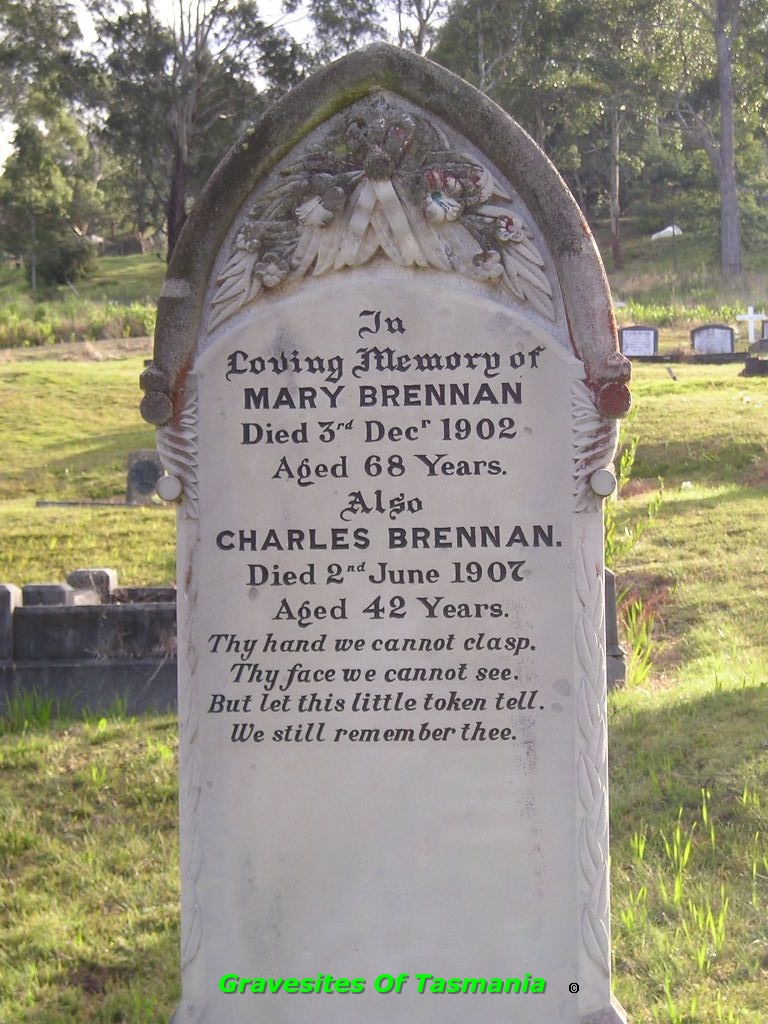 In
Loving Memory of
MARY BRENNAN
Died 3rd Decr 1902
Aged 68 Years.
Also
CHARLES BRENNAN.
Died 2nd June 1907
Aged 42 Years.
Thy hand we cannot clasp.
Thy face we cannot see.
But let this little token tell.
We still remember thee.
Gravesites Of Tasmania ©